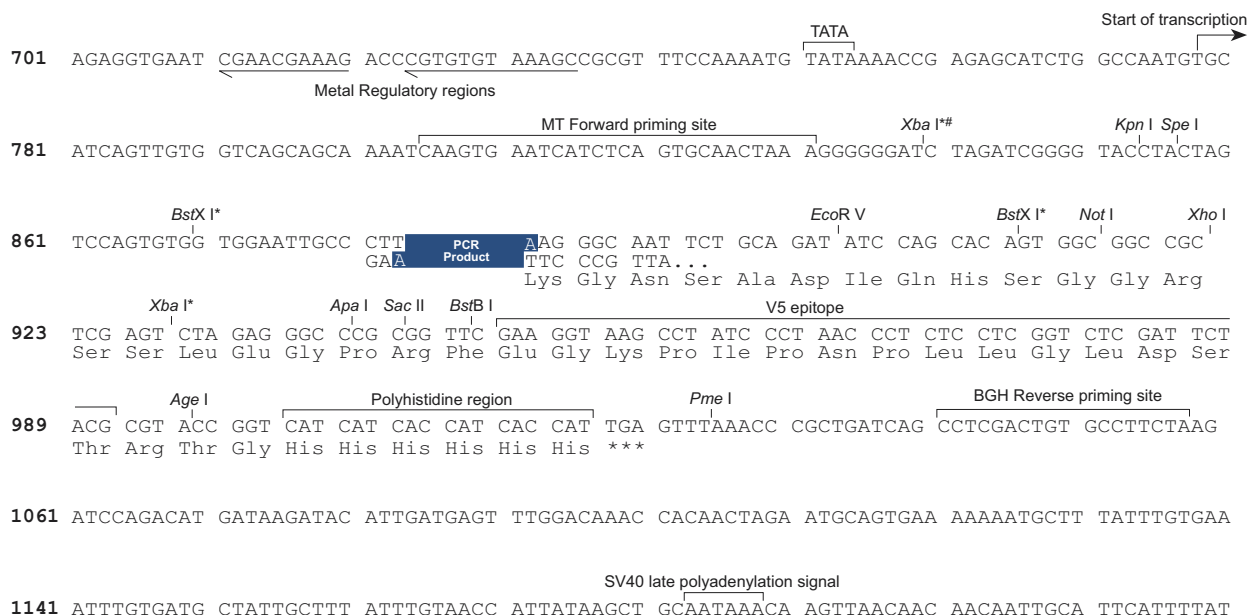 Start of transcription
TATA
701 AGAGGTGAAT CGAACGAAAG ACCCGTGTGT AAAGCCGCGT TTCCAAAATG TATAAAACCG AGAGCATCTG GCCAATGTGC
Metal Regulatory regions
MT Forward priming site Xba I*# Kpn I Spe I
781 ATCAGTTGTG GTCAGCAGCA AAATCAAGTG AATCATCTCA GTGCAACTAA AGGGGGGATC TAGATCGGGG TACCTACTAG
BstX I* EcoR V BstX I* Not I Xho I
861 TCCAGTGTGG TGGAATTGCC CTT PCR AAG GGC AAT TCT GCA GAT ATC CAG CAC AGT GGC GGC CGC
GAA Product TTC CCG TTA...
Lys Gly Asn Ser Ala Asp Ile Gln His Ser Gly Gly Arg
Xba I* Apa I Sac II BstB I V5 epitope
923 TCG AGT CTA GAG GGC CCG CGG TTC GAA GGT AAG CCT ATC CCT AAC CCT CTC CTC GGT CTC GAT TCT
Ser Ser Leu Glu Gly Pro Arg Phe Glu Gly Lys Pro Ile Pro Asn Pro Leu Leu Gly Leu Asp Ser
Age I Polyhistidine region Pme I BGH Reverse priming site
989 ACG CGT ACC GGT CAT CAT CAC CAT CAC CAT TGA GTTTAAACC CGCTGATCAG CCTCGACTGT GCCTTCTAAG
Thr Arg Thr Gly His His His His His His ***
1061 ATCCAGACAT GATAAGATAC ATTGATGAGT TTGGACAAAC CACAACTAGA ATGCAGTGAA AAAAATGCTT TATTTGTGAA
SV40 late polyadenylation signal
1141 ATTTGTGATG CTATTGCTTT ATTTGTAACC ATTATAAGCT GCAATAAACA AGTTAACAAC AACAATTGCA TTCATTTTAT